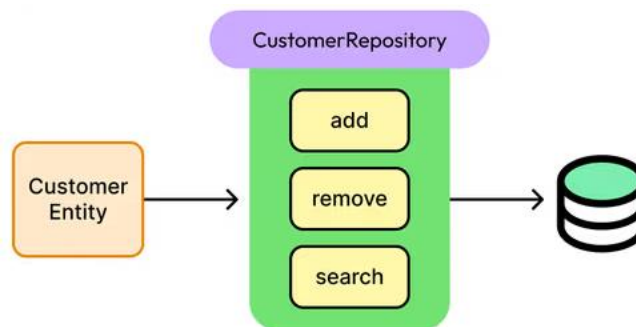 CustomerRepository
add
Customer
Entity
remove
search